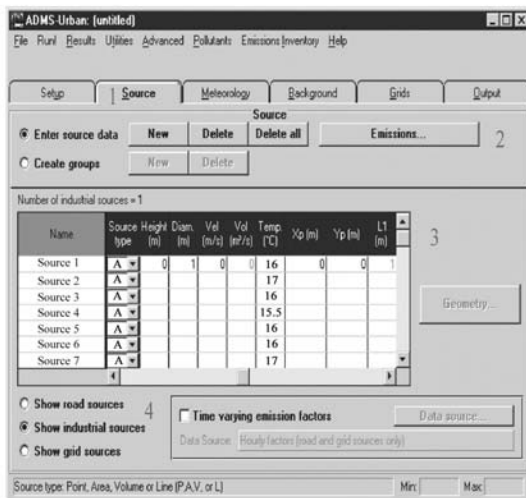 ADMS-Urban: (untitled)
File Run! Results Utilities Advanced Pollutants Emissions Inventory Help
Setup 1 Source Meteorology Background Grids Output
Source
Enter source data New Delete Delete all Emissions... 2
Create groups New Delete
Number of industrial sources = 1
Name Source type Height (m) Diam. (m) Vel (m/s) Vol (m³/s) Temp. (°C) Xp (m) Yp (m) L1 (m) 3
Source 1 A 0 1 0 0 16 0 0 1
Source 2 A 17
Source 3 A 16
Source 4 A 15.5
Source 5 A 16
Source 6 A 16
Source 7 A 17
Geometry...
Show road sources 4
Show industrial sources
Show grid sources
Time varying emission factors Data source...
Data Source: Hourly factors (road and grid sources only)
Source type: Point, Area, Volume or Line (P,A,V, or L) Min: Max: